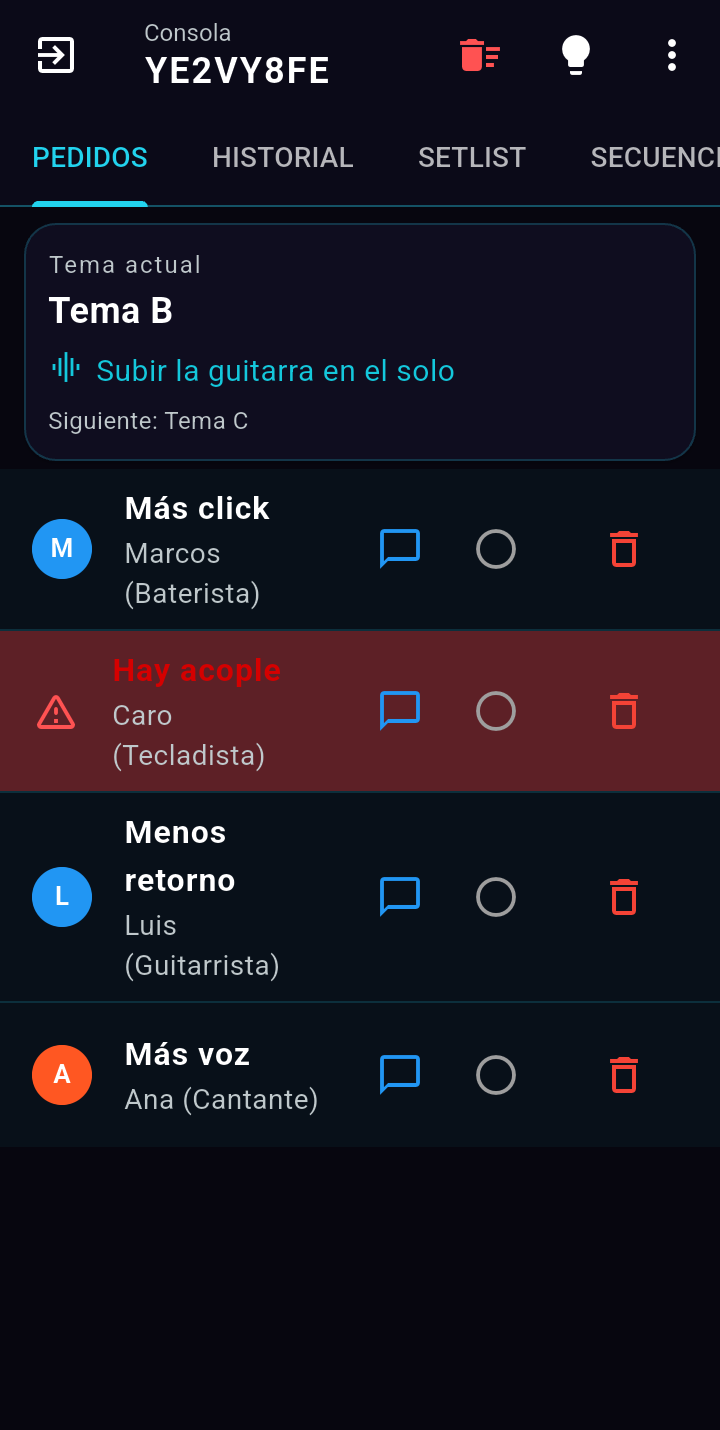 Consola
YE2VY8FE
PEDIDOS HISTORIAL SETLIST SECUENCI
Tema actual
Tema B
Subir la guitarra en el solo
Siguiente: Tema C
M
Más click
Marcos
(Baterista)
Hay acople
Caro
(Tecladista)
L
Menos
retorno
Luis
(Guitarrista)
A
Más voz
Ana (Cantante)